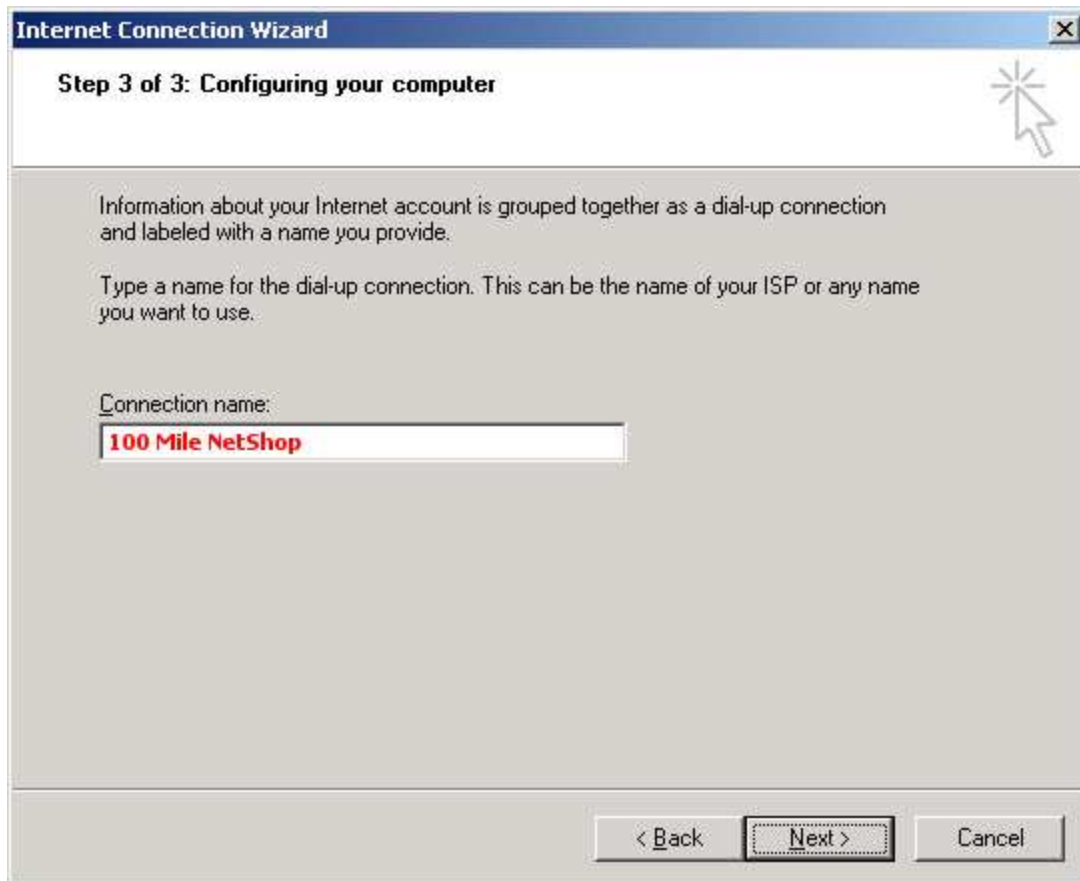 Internet Connection Wizard
Step 3 of 3: Configuring your computer
Information about your Internet account is grouped together as a dial-up connection
and labeled with a name you provide.
Type a name for the dial-up connection. This can be the name of your ISP or any name
you want to use.
Connection name:
100 Mile NetShop
< Back Next > Cancel